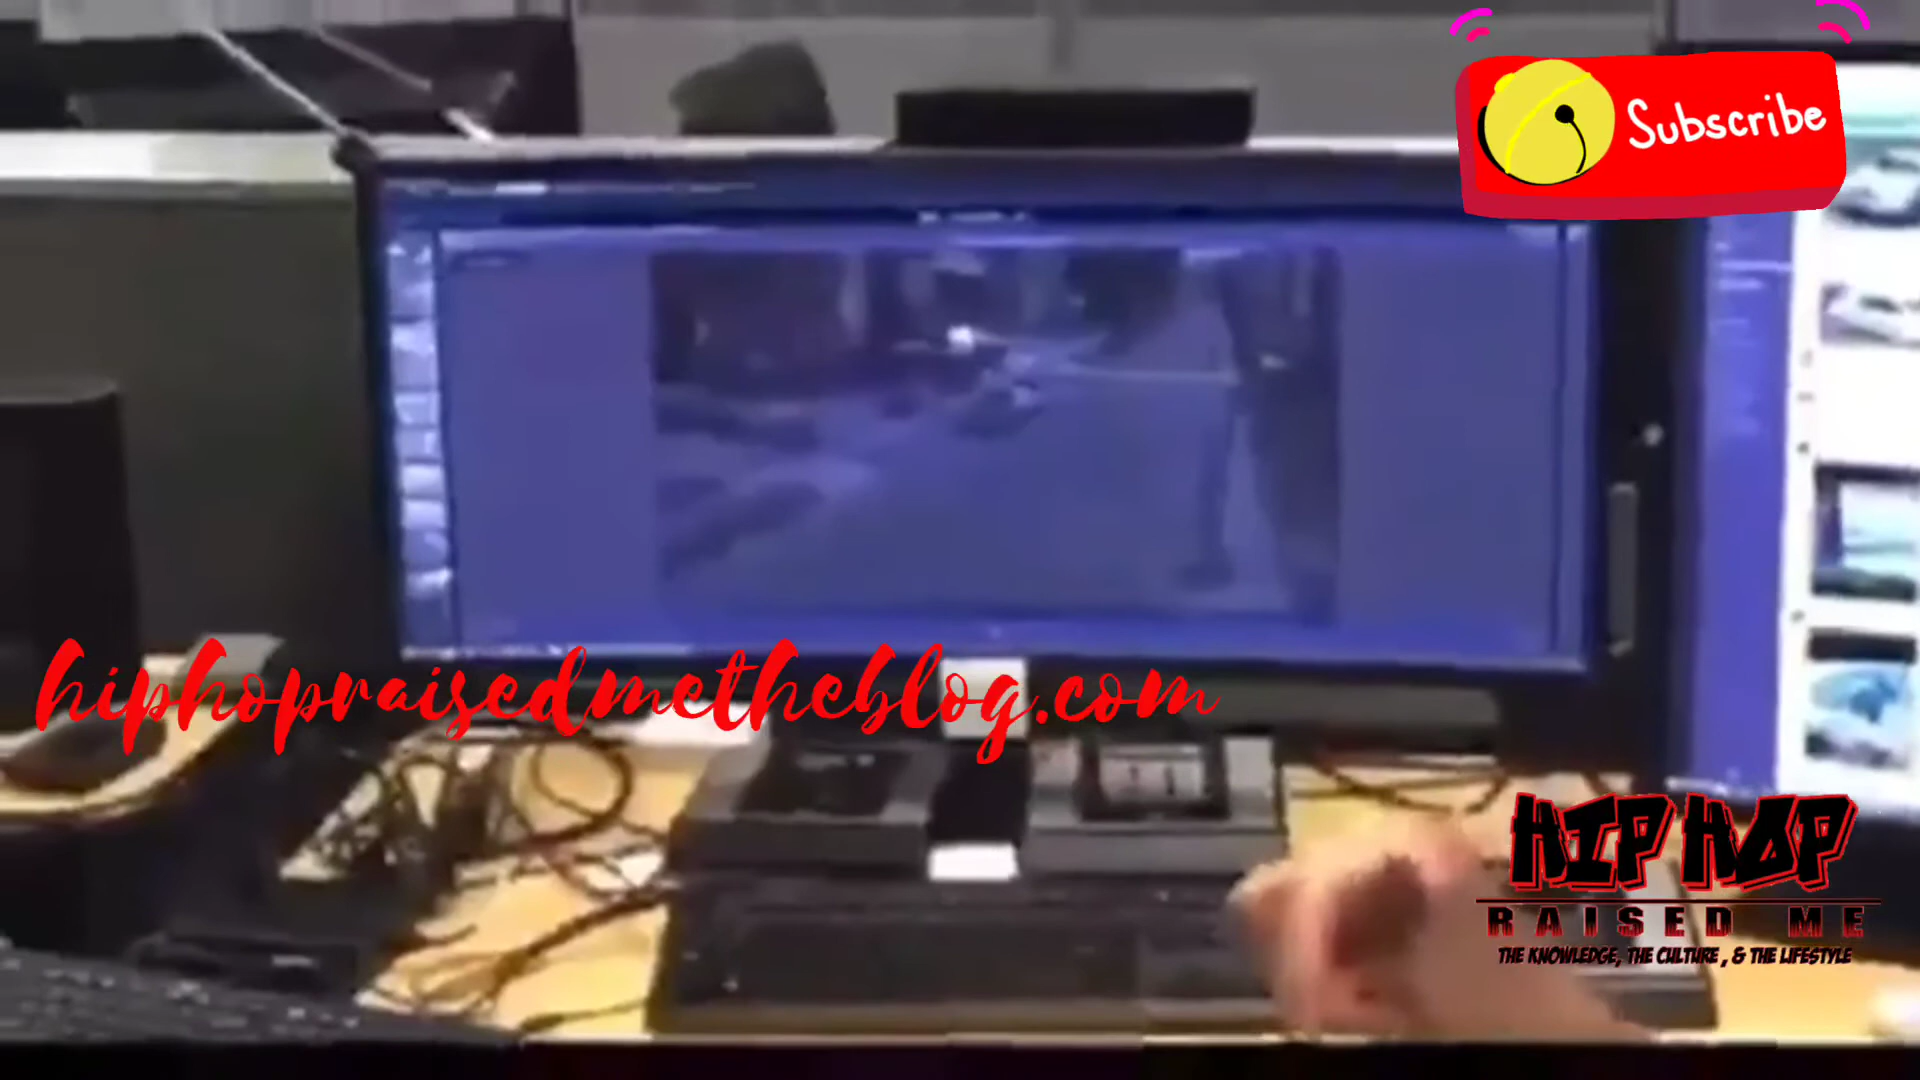 Subscribe
hiphopraisedmetheblog.com
HIP HOP
RAISED ME
THE KNOWLEDGE, THE CULTURE, & THE LIFESTYLE